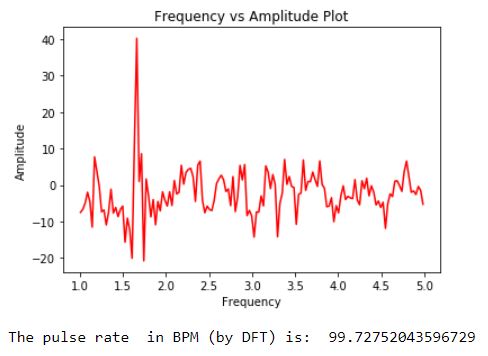 Frequency vs Amplitude Plot
40
30
20
10
0
−10
−20
Amplitude
1.0 1.5 2.0 2.5 3.0 3.5 4.0 4.5 5.0
Frequency
The pulse rate  in BPM (by DFT) is:  99.72752043596729